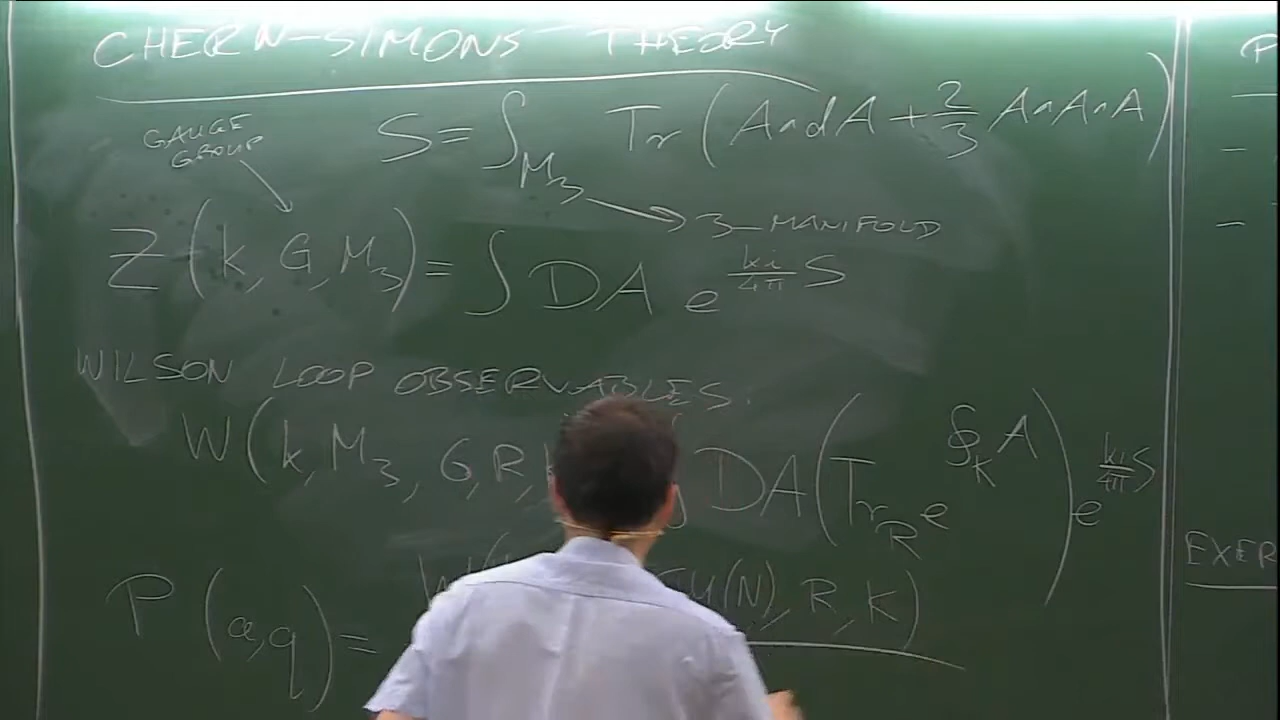 CHERN-SIMONS THEORY
S = ∫_{M_3} Tr ( A∧dA + 2/3 A∧A∧A )
GAUGE
GROUP
→ 3-MANIFOLD
Z (k, G, M_3) = ∫ DA e^{ki/4π S}
WILSON LOOP OBSERVABLES:
W (k, M_3, G, R, DA ( Tr_R e^{∮_K A} ) e^{ki/4π S}
P (a, q) = W( (N), R, K)
P
-
-
EXER